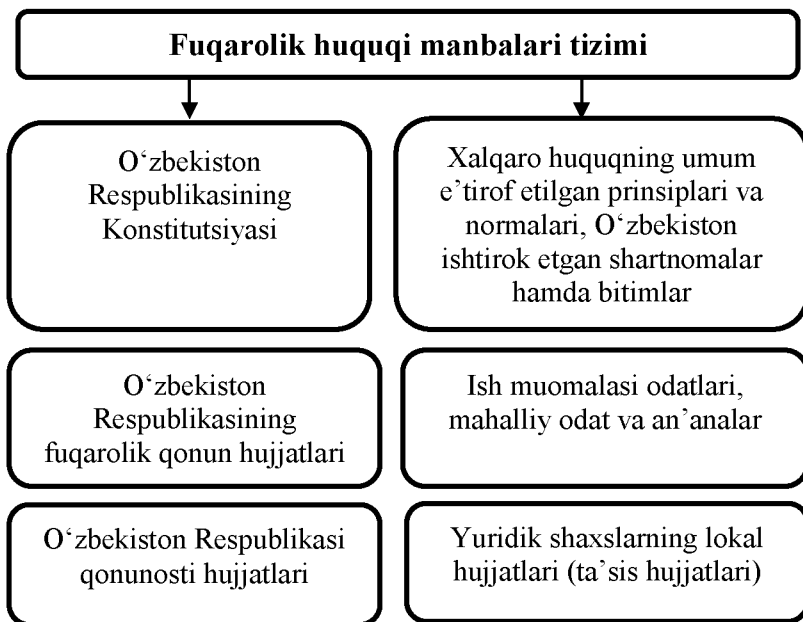 Fuqarolik huquqi manbalari tizimi
O‘zbekiston
Respublikasining
Konstitutsiyasi
Xalqaro huquqning umum
e’tirof etilgan prinsiplari va
normalari, O‘zbekiston
ishtirok etgan shartnomalar
hamda bitimlar
O‘zbekiston
Respublikasining
fuqarolik qonun hujjatlari
Ish muomalasi odatlari,
mahalliy odat va an’analar
O‘zbekiston Respublikasi
qonunosti hujjatlari
Yuridik shaxslarning lokal
hujjatlari (ta’sis hujjatlari)